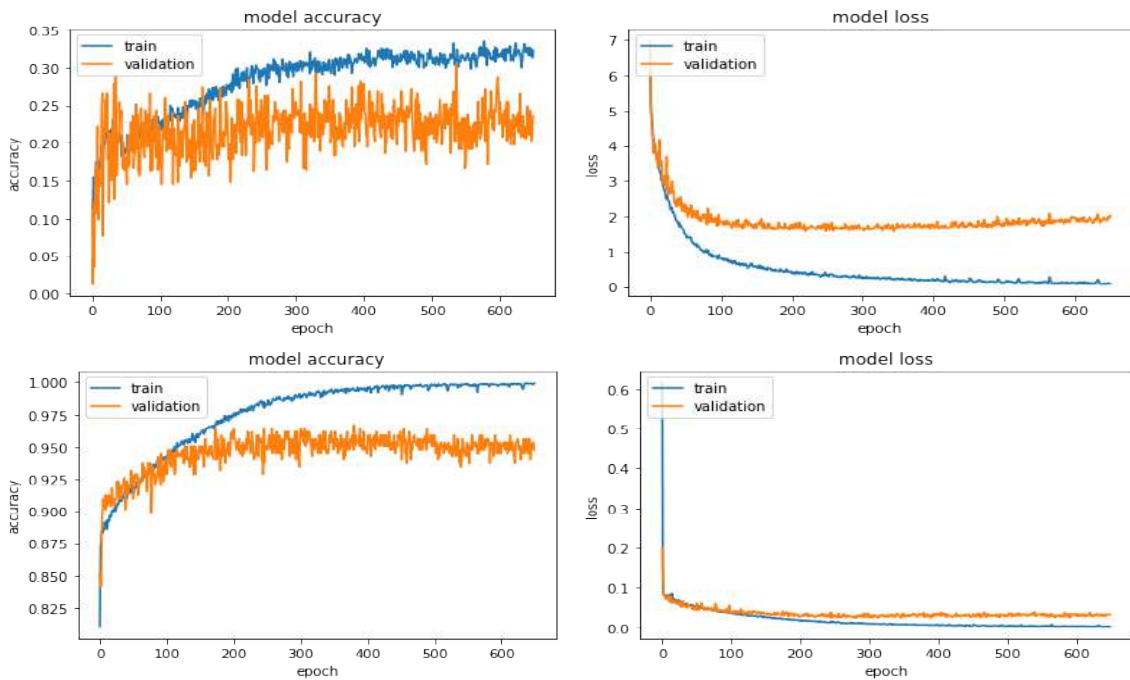 model accuracy
train
validation
0.35
0.30
0.25
0.20
0.15
0.10
0.05
0.00
accuracy
0 100 200 300 400 500 600
epoch
model loss
train
validation
7
6
5
4
3
2
1
0
loss
0 100 200 300 400 500 600
epoch
model accuracy
train
validation
1.000
0.975
0.950
0.925
0.900
0.875
0.850
0.825
accuracy
0 100 200 300 400 500 600
epoch
model loss
train
validation
0.6
0.5
0.4
0.3
0.2
0.1
0.0
loss
0 100 200 300 400 500 600
epoch